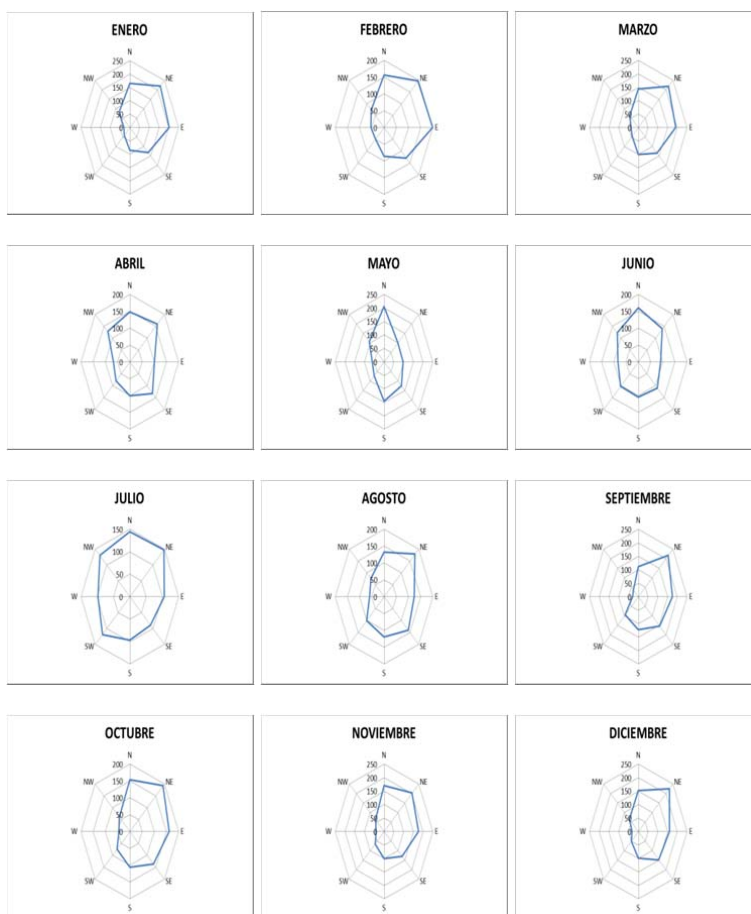 ENERO
N
250
200
NW NE
150
100
50
W 0 E
SW SE
S
FEBRERO
N
200
150
NW NE
100
50
W 0 E
SW SE
S
MARZO
N
250
200
NW NE
150
100
50
W 0 E
SW SE
S
ABRIL
N
200
150
NW NE
100
50
W 0 E
SW SE
S
MAYO
N
250
200
NW NE
150
100
50
W 0 E
SW SE
S
JUNIO
N
200
150
NW NE
100
50
W 0 E
SW SE
S
JULIO
N
150
NW NE
100
50
W 0 E
SW SE
S
AGOSTO
N
200
150
NW NE
100
50
W 0 E
SW SE
S
SEPTIEMBRE
N
250
200
NW NE
150
100
50
W 0 E
SW SE
S
OCTUBRE
N
200
150
NW NE
100
50
W 0 E
SW SE
S
NOVIEMBRE
N
250
200
NW NE
150
100
50
W 0 E
SW SE
S
DICIEMBRE
N
250
200
NW NE
150
100
50
W 0 E
SW SE
S